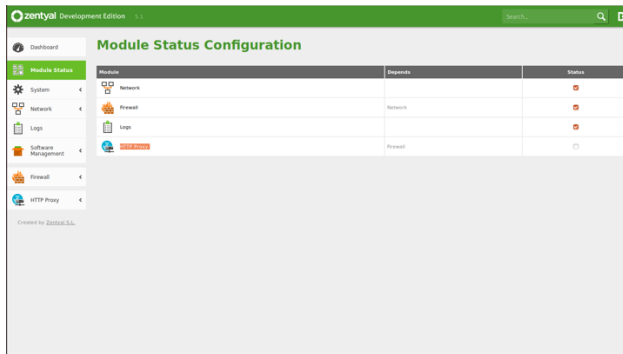 zentyal Development Edition 5.1
Search...
Dashboard
Module Status
System
Network
Logs
Software
Management
Firewall
HTTP Proxy
Created by Zentyal S.L.
Module Status Configuration
Module Depends Status
Network
Firewall Network
Logs
HTTP Proxy Firewall